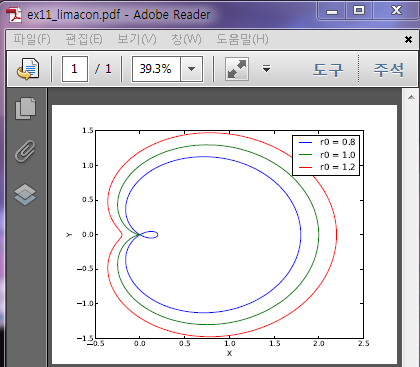 ex11_limacon.pdf - Adobe Reader
파일(F) 편집(E) 보기(V) 창(W) 도움말(H)
1 / 1 39.3% 도구 주석
1.5
1.0
0.5
0.0
−0.5
−1.0
−1.5
Y
r0 = 0.8
r0 = 1.0
r0 = 1.2
−0.5 0.0 0.5 1.0 1.5 2.0 2.5
X